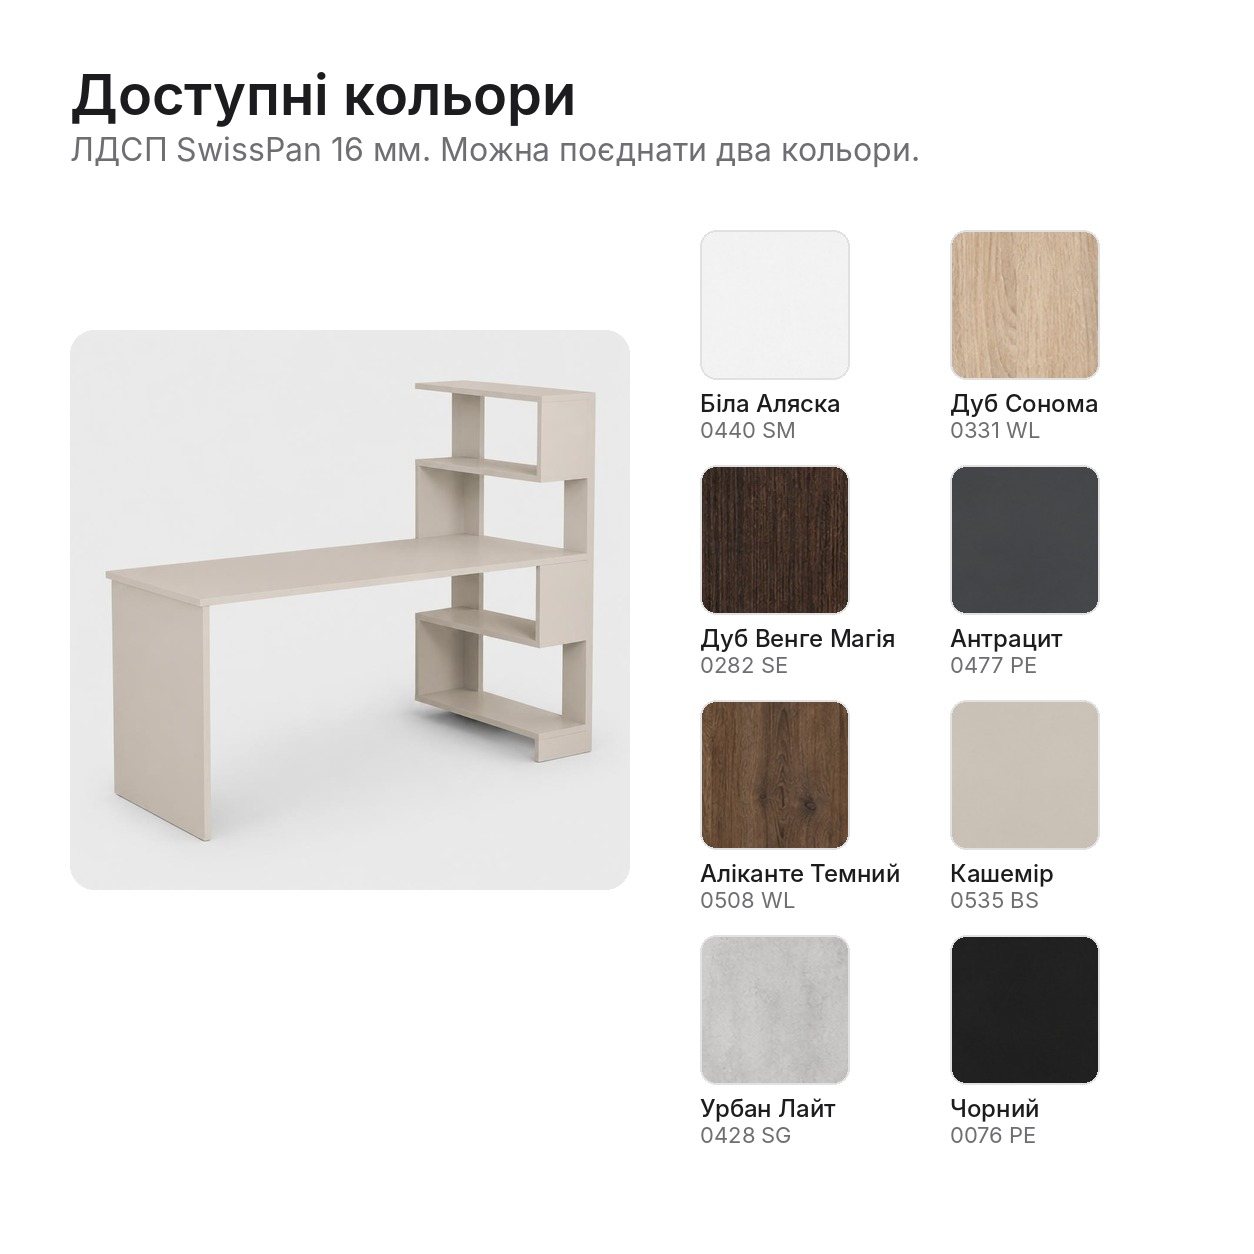 Доступні кольори
ЛДСП SwissPan 16 мм. Можна поєднати два кольори.
Біла Аляска
0440 SM
Дуб Сонома
0331 WL
Дуб Венге Магія
0282 SE
Антрацит
0477 PE
Аліканте Темний
0508 WL
Кашемір
0535 BS
Урбан Лайт
0428 SG
Чорний
0076 PE